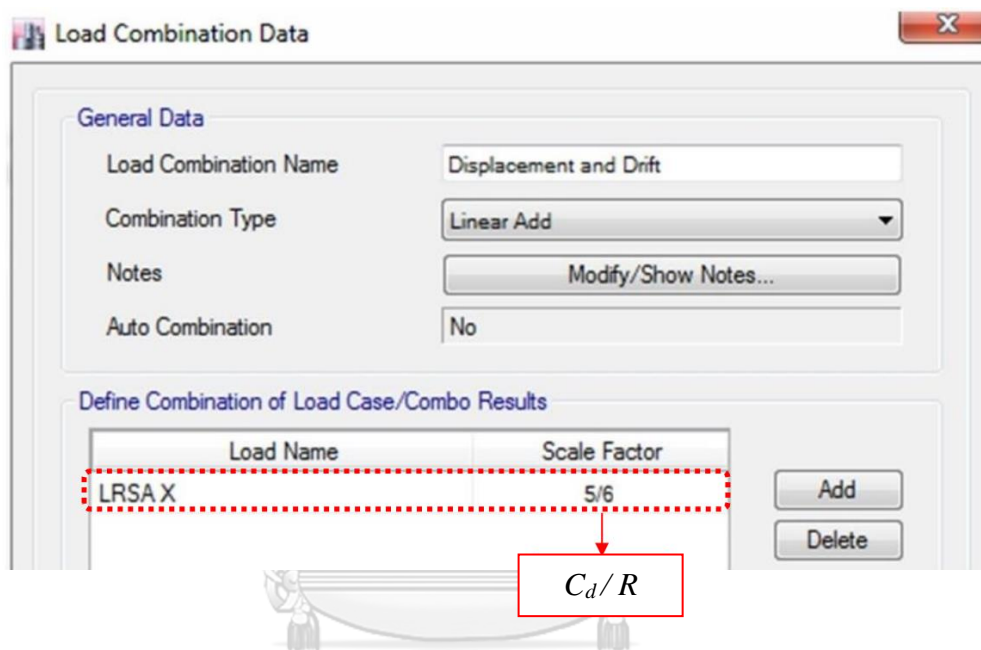 Load Combination Data
X
General Data
Load Combination Name Displacement and Drift
Combination Type Linear Add
Notes Modify/Show Notes...
Auto Combination No
Define Combination of Load Case/Combo Results
Load Name Scale Factor
LRSA X 5/6 Add
Delete
Cd / R